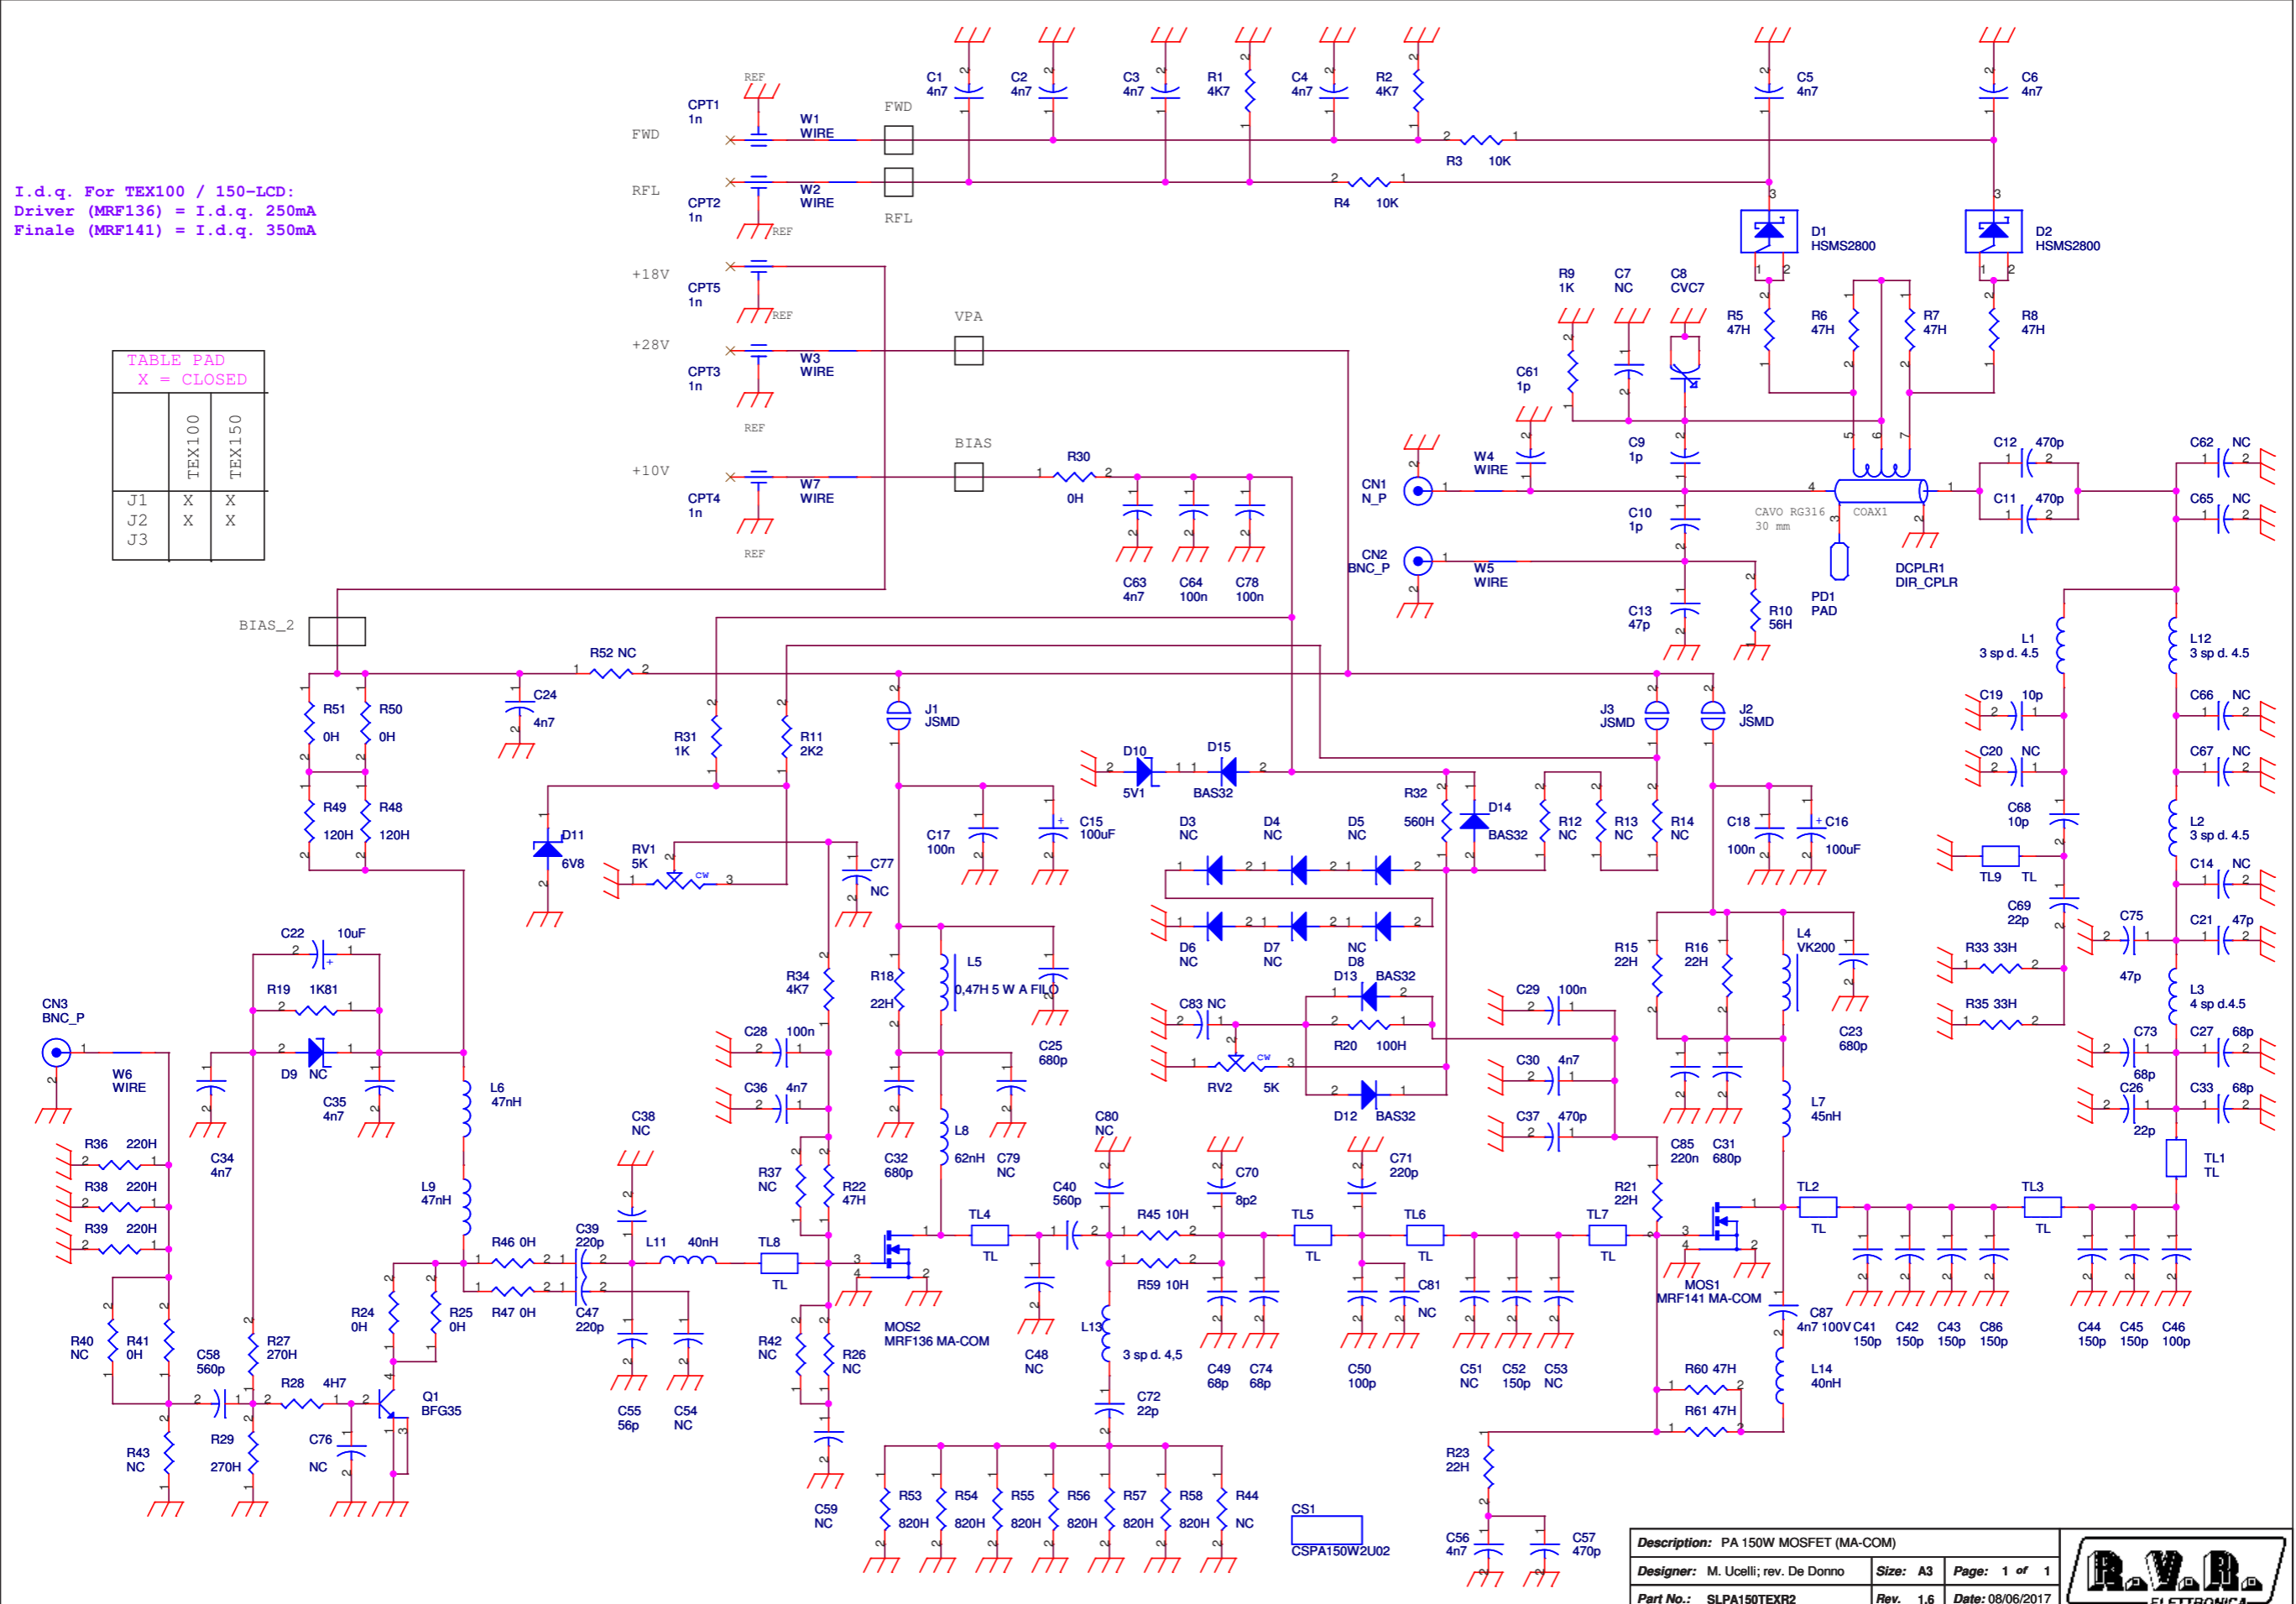 I.d.q. For TEX100 / 150-LCD:
Driver (MRF136) = I.d.q. 250mA
Finale (MRF141) = I.d.q. 350mA
TABLE PAD
X = CLOSED
TEX100
TEX150
J1 X X
J2 X X
J3
REF
CPT1
1n
FWD
W1
WIRE
FWD
RFL
CPT2
1n
W2
WIRE
RFL
REF
+18V
CPT5
1n
REF
+28V
CPT3
1n
W3
WIRE
VPA
REF
+10V
CPT4
1n
W7
WIRE
BIAS
REF
C1
4n7
C2
4n7
C3
4n7
R1
4K7
C4
4n7
R2
4K7
C5
4n7
C6
4n7
R3 10K
R4 10K
D1
HSMS2800
D2
HSMS2800
R9
1K
C7
NC
C8
CVC7
R5
47H
R6
47H
R7
47H
R8
47H
C61
1p
R30
0H
C63
4n7
C64
100n
C78
100n
CN1
N_P
W4
WIRE
C9
1p
C10
1p
CN2
BNC_P
W5
WIRE
C13
47p
R10
56H
CAVO RG316
30 mm
COAX1
PD1
PAD
DCPLR1
DIR_CPLR
C12 470p
C11 470p
C62 NC
C65 NC
BIAS_2
R52 NC
R51
0H
R50
0H
C24
4n7
R49
120H
R48
120H
R31
1K
R11
2K2
J1
JSMD
J3
JSMD
J2
JSMD
D11
6V8
RV1
5K
CW
C77
NC
C17
100n
C15
100uF
D10
5V1
D15
BAS32
D3
NC
D4
NC
D5
NC
R32
560H
D14
BAS32
R12
NC
R13
NC
R14
NC
C18
100n
C16
100uF
D6
NC
D7
NC
NC
D8
D13 BAS32
R20 100H
C83 NC
RV2 5K
CW
D12 BAS32
L1
3 sp d. 4.5
L12
3 sp d. 4.5
C19 10p
C20 NC
C66 NC
C67 NC
C68
10p
L2
3 sp d. 4.5
TL9 TL
C14 NC
C69
22p
C75
47p
C21 47p
R33 33H
R35 33H
L3
4 sp d.4.5
C73
68p
C27 68p
C26
22p
C33 68p
TL1
TL
C22 10uF
R19 1K81
D9 NC
C34
4n7
C35
4n7
CN3
BNC_P
W6
WIRE
R36 220H
R38 220H
R39 220H
R40
NC
R41
0H
R43
NC
C58
560p
R27
270H
R29
270H
R28 4H7
C76
NC
Q1
BFG35
R24
0H
R25
0H
L6
47nH
L9
47nH
R46 0H
R47 0H
C39
220p
C47
220p
C38
NC
L11 40nH
TL8
TL
C55
56p
C54
NC
R34
4K7
C28 100n
C36 4n7
R37
NC
R22
47H
R42
NC
R26
NC
C59
NC
R18
22H
L5
0,47H 5 W A FILO
C25
680p
C32
680p
C79
NC
L8
62nH
MOS2
MRF136 MA-COM
TL4
TL
C40
560p
C48
NC
C80
NC
R45 10H
R59 10H
L13
3 sp d. 4,5
C72
22p
C70
8p2
C49
68p
C74
68p
TL5
TL
C71
220p
C50
100p
C81
NC
TL6
TL
C51
NC
C52
150p
C53
NC
TL7
TL
C29 100n
C30 4n7
C37 470p
R15
22H
R16
22H
L4
VK200
C23
680p
C85
220n
C31
680p
L7
45nH
R21
22H
MOS1
MRF141 MA-COM
TL2
TL
TL3
TL
C87
4n7 100V
L14
40nH
R60 47H
R61 47H
C41
150p
C42
150p
C43
150p
C86
150p
C44
150p
C45
150p
C46
100p
R23
22H
C56
4n7
C57
470p
R53
820H
R54
820H
R55
820H
R56
820H
R57
820H
R58
820H
R44
NC
CS1
CSPA150W2U02
Description: PA 150W MOSFET (MA-COM)
Designer: M. Ucelli; rev. De Donno Size: A3 Page: 1 of 1
Part No.: SLPA150TEXR2 Rev. 1.6 Date: 08/06/2017
R.V.R.
ELETTRONICA